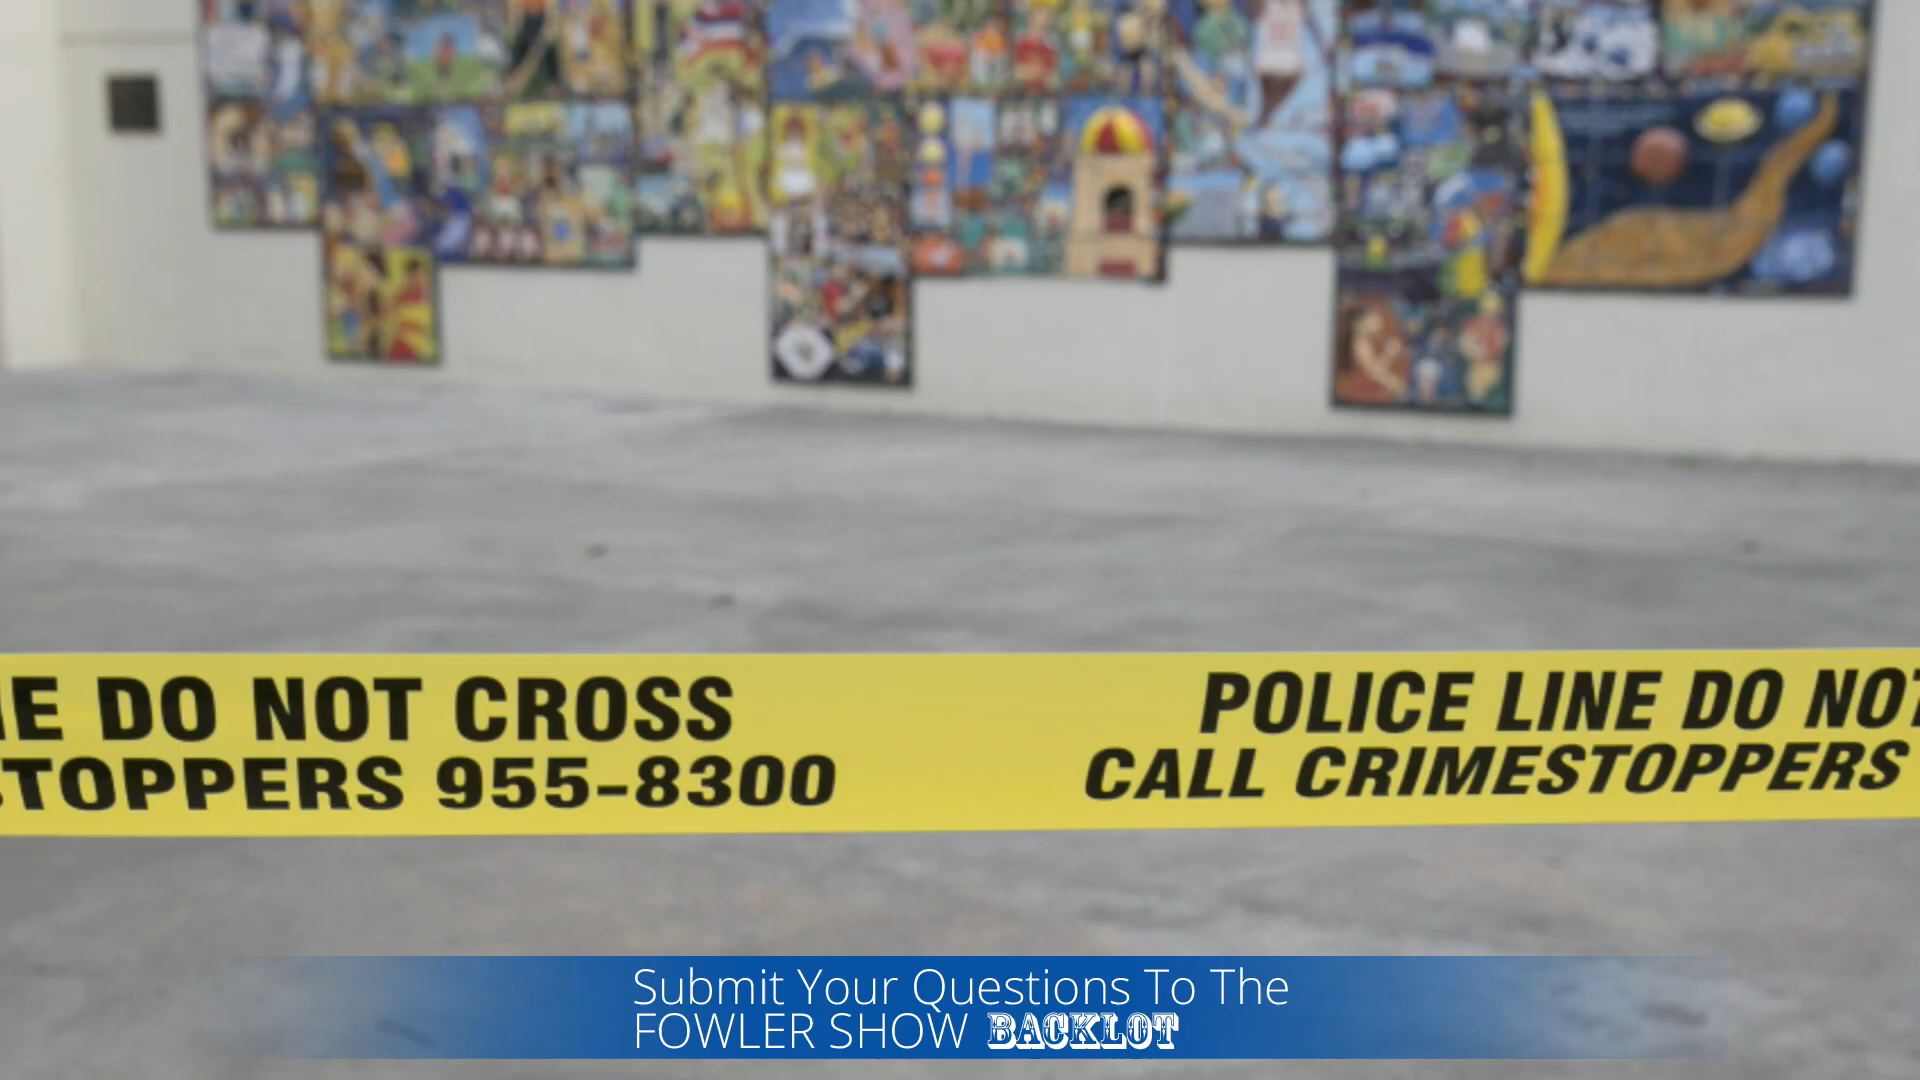 E DO NOT CROSS
STOPPERS 955-8300
POLICE LINE DO NOT
CALL CRIMESTOPPERS
Submit Your Questions To The
FOWLER SHOW BACKLOT